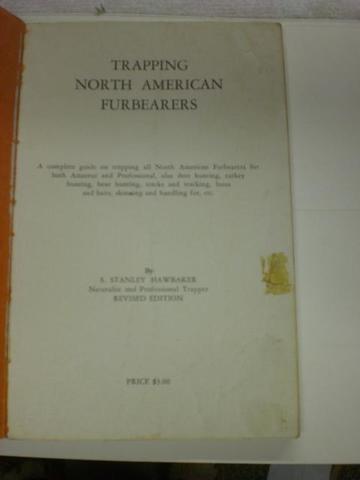 TRAPPING
NORTH AMERICAN
FURBEARERS
A complete guide on trapping all North American Furbearers for
both Amateur and Professional, also deer hunting, turkey
hunting, bear hunting, tracks and tracking, lures
and baits, skinning and handling fur, etc.
By:
S. STANLEY HAWBAKER
Naturalist and Professional Trapper
REVISED EDITION
PRICE $3.00